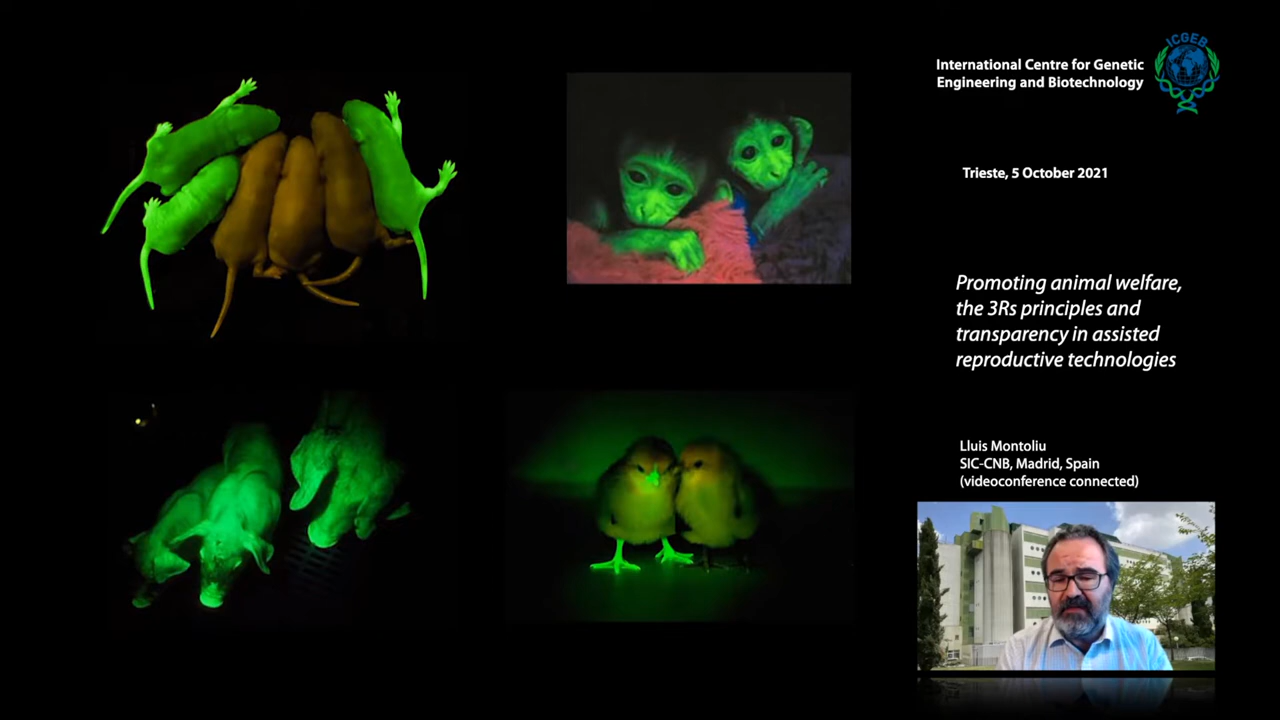 ICGEB
International Centre for Genetic
Engineering and Biotechnology
Trieste, 5 October 2021
Promoting animal welfare,
the 3Rs principles and
transparency in assisted
reproductive technologies
Lluis Montoliu
SIC-CNB, Madrid, Spain
(videoconference connected)